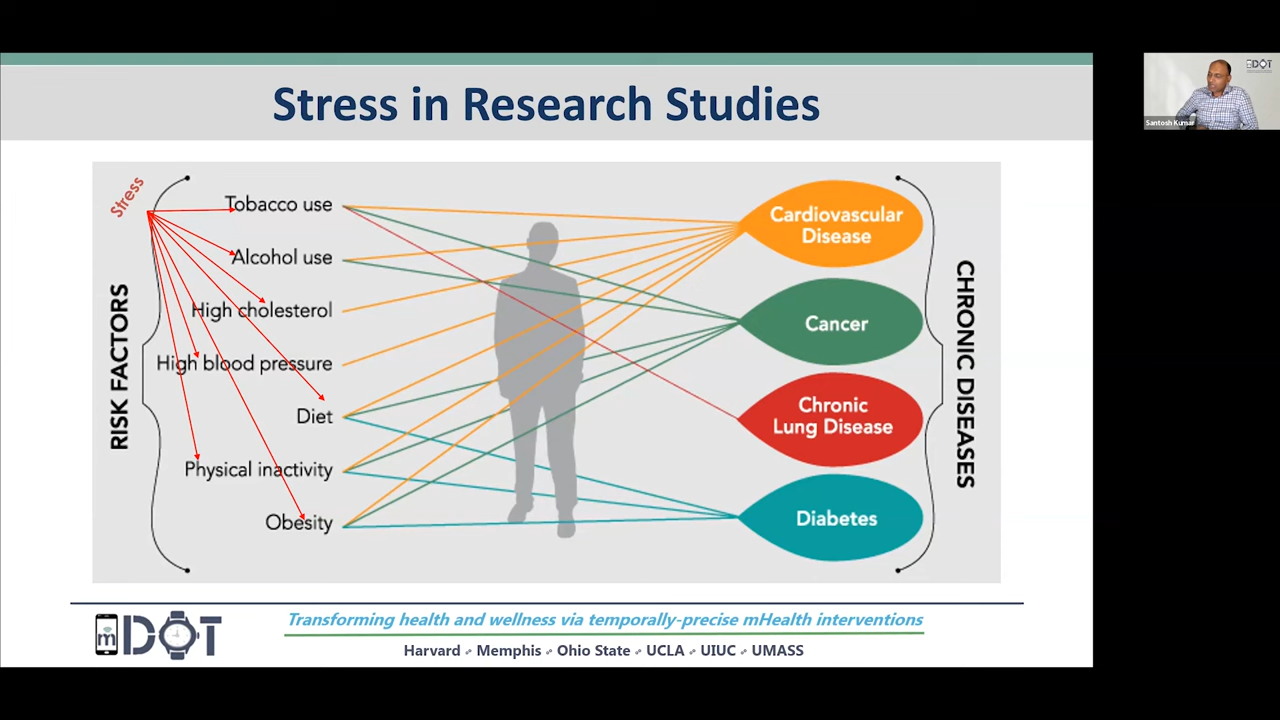 Stress in Research Studies
Stress
RISK FACTORS
Tobacco use
Alcohol use
High cholesterol
High blood pressure
Diet
Physical inactivity
Obesity
Cardiovascular
Disease
Cancer
Chronic
Lung Disease
Diabetes
CHRONIC DISEASES
mDOT
Transforming health and wellness via temporally-precise mHealth interventions
Harvard Memphis Ohio State UCLA UIUC UMASS
mDOT
Santosh Kumar